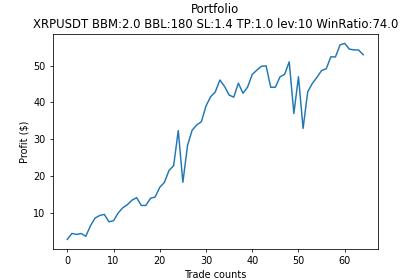 Portfolio
XRPUSDT BBM:2.0 BBL:180 SL:1.4 TP:1.0 lev:10 WinRatio:74.0
50
40
30
20
10
Profit ($)
0 10 20 30 40 50 60
Trade counts